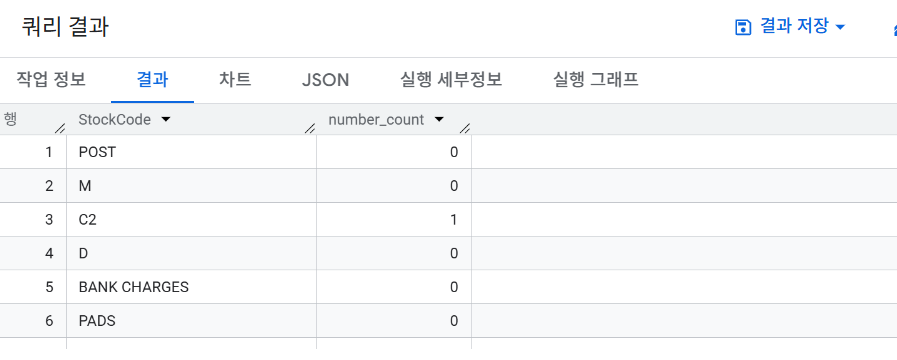 쿼리 결과
결과 저장
작업 정보 결과 차트 JSON 실행 세부정보 실행 그래프
행 StockCode number_count
1 POST 0
2 M 0
3 C2 1
4 D 0
5 BANK CHARGES 0
6 PADS 0